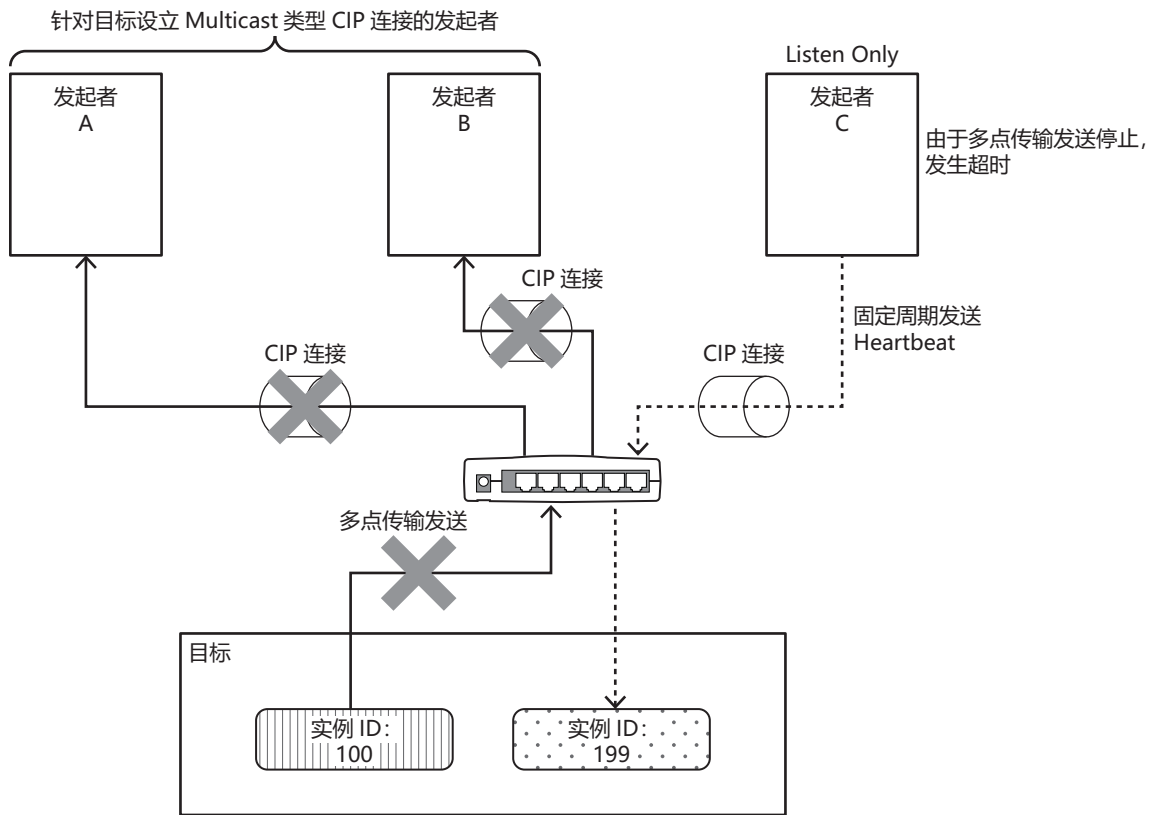 针对目标设立 Multicast 类型 CIP 连接的发起者
Listen Only
发起者
A
发起者
B
发起者
C
由于多点传输发送停止，
发生超时
CIP 连接
固定周期发送
Heartbeat
CIP 连接
CIP 连接
多点传输发送
目标
实例 ID：
100
实例 ID：
199